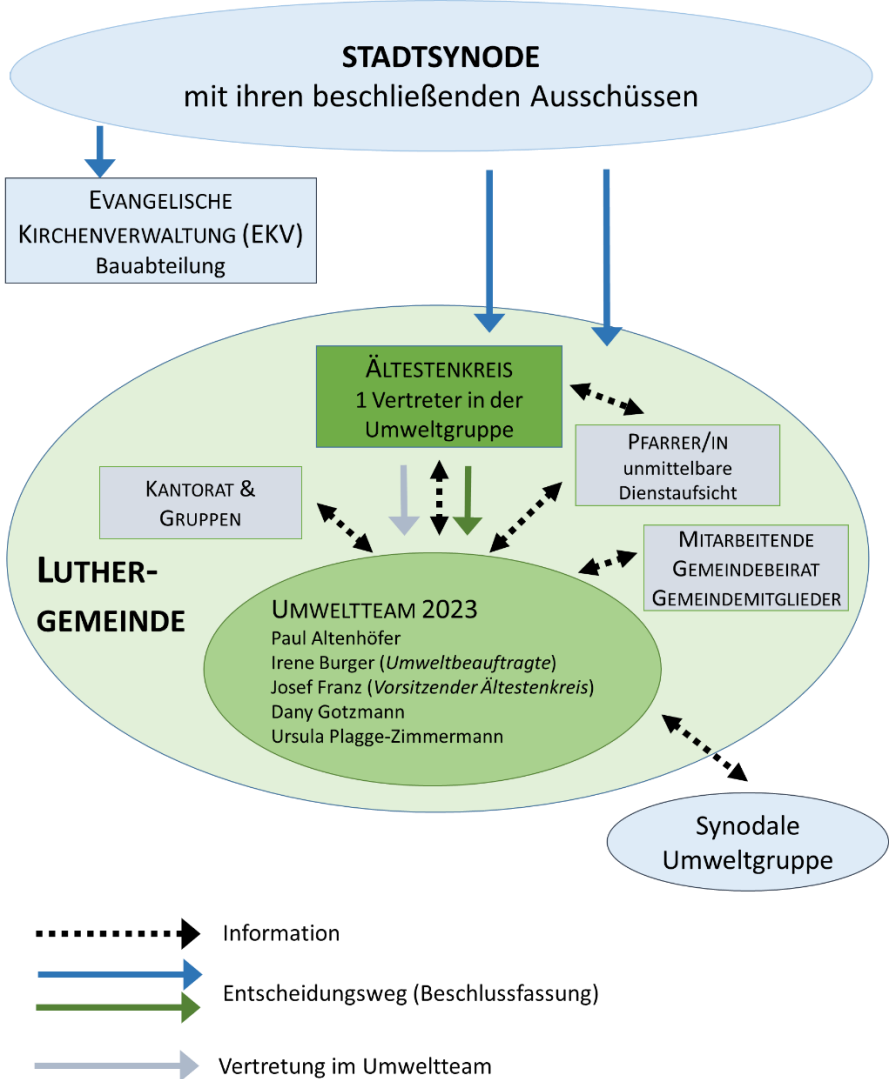 STADTSYNODE
mit ihren beschließenden Ausschüssen
EVANGELISCHE
KIRCHENVERWALTUNG (EKV)
Bauabteilung
ÄLTESTENKREIS
1 Vertreter in der
Umweltgruppe
PFARRER/IN
unmittelbare
Dienstaufsicht
KANTORAT &
GRUPPEN
MITARBEITENDE
GEMEINDEBEIRAT
GEMEINDEMITGLIEDER
LUTHER-
GEMEINDE
UMWELTTEAM 2023
Paul Altenhöfer
Irene Burger (Umweltbeauftragte)
Josef Franz (Vorsitzender Ältestenkreis)
Dany Gotzmann
Ursula Plagge-Zimmermann
Synodale
Umweltgruppe
Information
Entscheidungsweg (Beschlussfassung)
Vertretung im Umweltteam